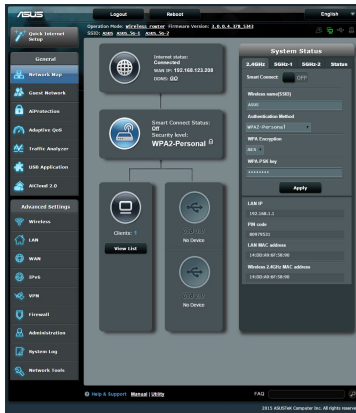 ASUS
Logout
Reboot
English
Quick Internet
Setup
Operation Mode: Wireless router Firmware Version: 3.0.0.4.378_5343
SSID: ASUS ASUS_5G-1 ASUS_5G-2
General
Network Map
Guest Network
AiProtection
Adaptive QoS
Traffic Analyzer
USB Application
AiCloud 2.0
Advanced Settings
Wireless
LAN
WAN
IPv6
VPN
Firewall
Administration
System Log
Network Tools
Internet status:
Connected
WAN IP: 192.168.123.208
DDNS: GO
Smart Connect Status:
Off
Security level:
WPA2-Personal
Clients: 1
View List
No Device
No Device
System Status
2.4GHz 5GHz-1 5GHz-2 Status
Smart Connect: OFF
Wireless name(SSID)
ASUS
Authentication Method
WPA2-Personal
WPA Encryption
AES
WPA-PSK key
••••••••
Apply
LAN IP
192.168.1.1
PIN code
LAN MAC address
Wireless 2.4GHz MAC address
Help & Support Manual | Utility
FAQ
2015 ASUSTek Computer Inc. All rights reserve